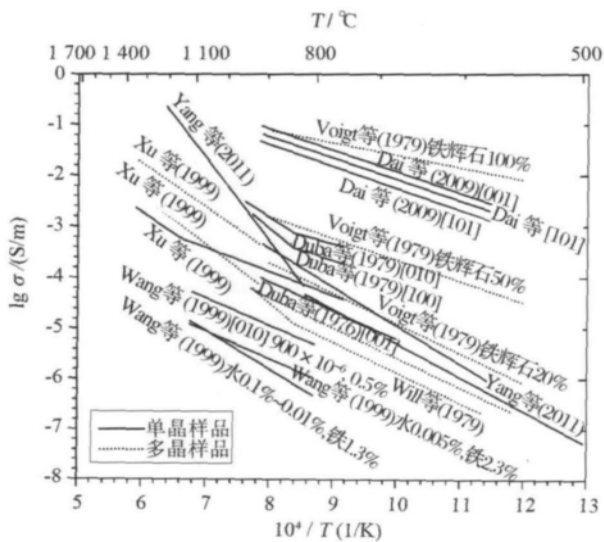 T/℃
1 700 1 400 1 100 800 500
0
-1
-2
-3
-4
-5
-6
-7
-8
lg σ/(S/m)
Yang 等(2011)
Voigt等(1979)铁辉石100%
Dai 等 (2009)[001]
Dai 等 [101]
Dai 等 (2009)[101]
Xu 等(1999)
Xu 等(1999)
Xu 等 (1999)
Voigt等(1979)铁辉石50%
Duba等(1979)[010]
Duba等(1979)[100]
Duba等(1976)[001]
Voigt等(1979)铁辉石20%
Yang等(2011)
Wang等 (1999)[010] 900×10⁻⁶ 0.5%
Will等(1979)
Wang等 (1999)水0.005%,铁2.3%
Wang等 (1999)水0.1%~0.01%,铁1.3%
单晶样品
多晶样品
5 6 7 8 9 10 11 12 13
10⁴ / T (1/K)